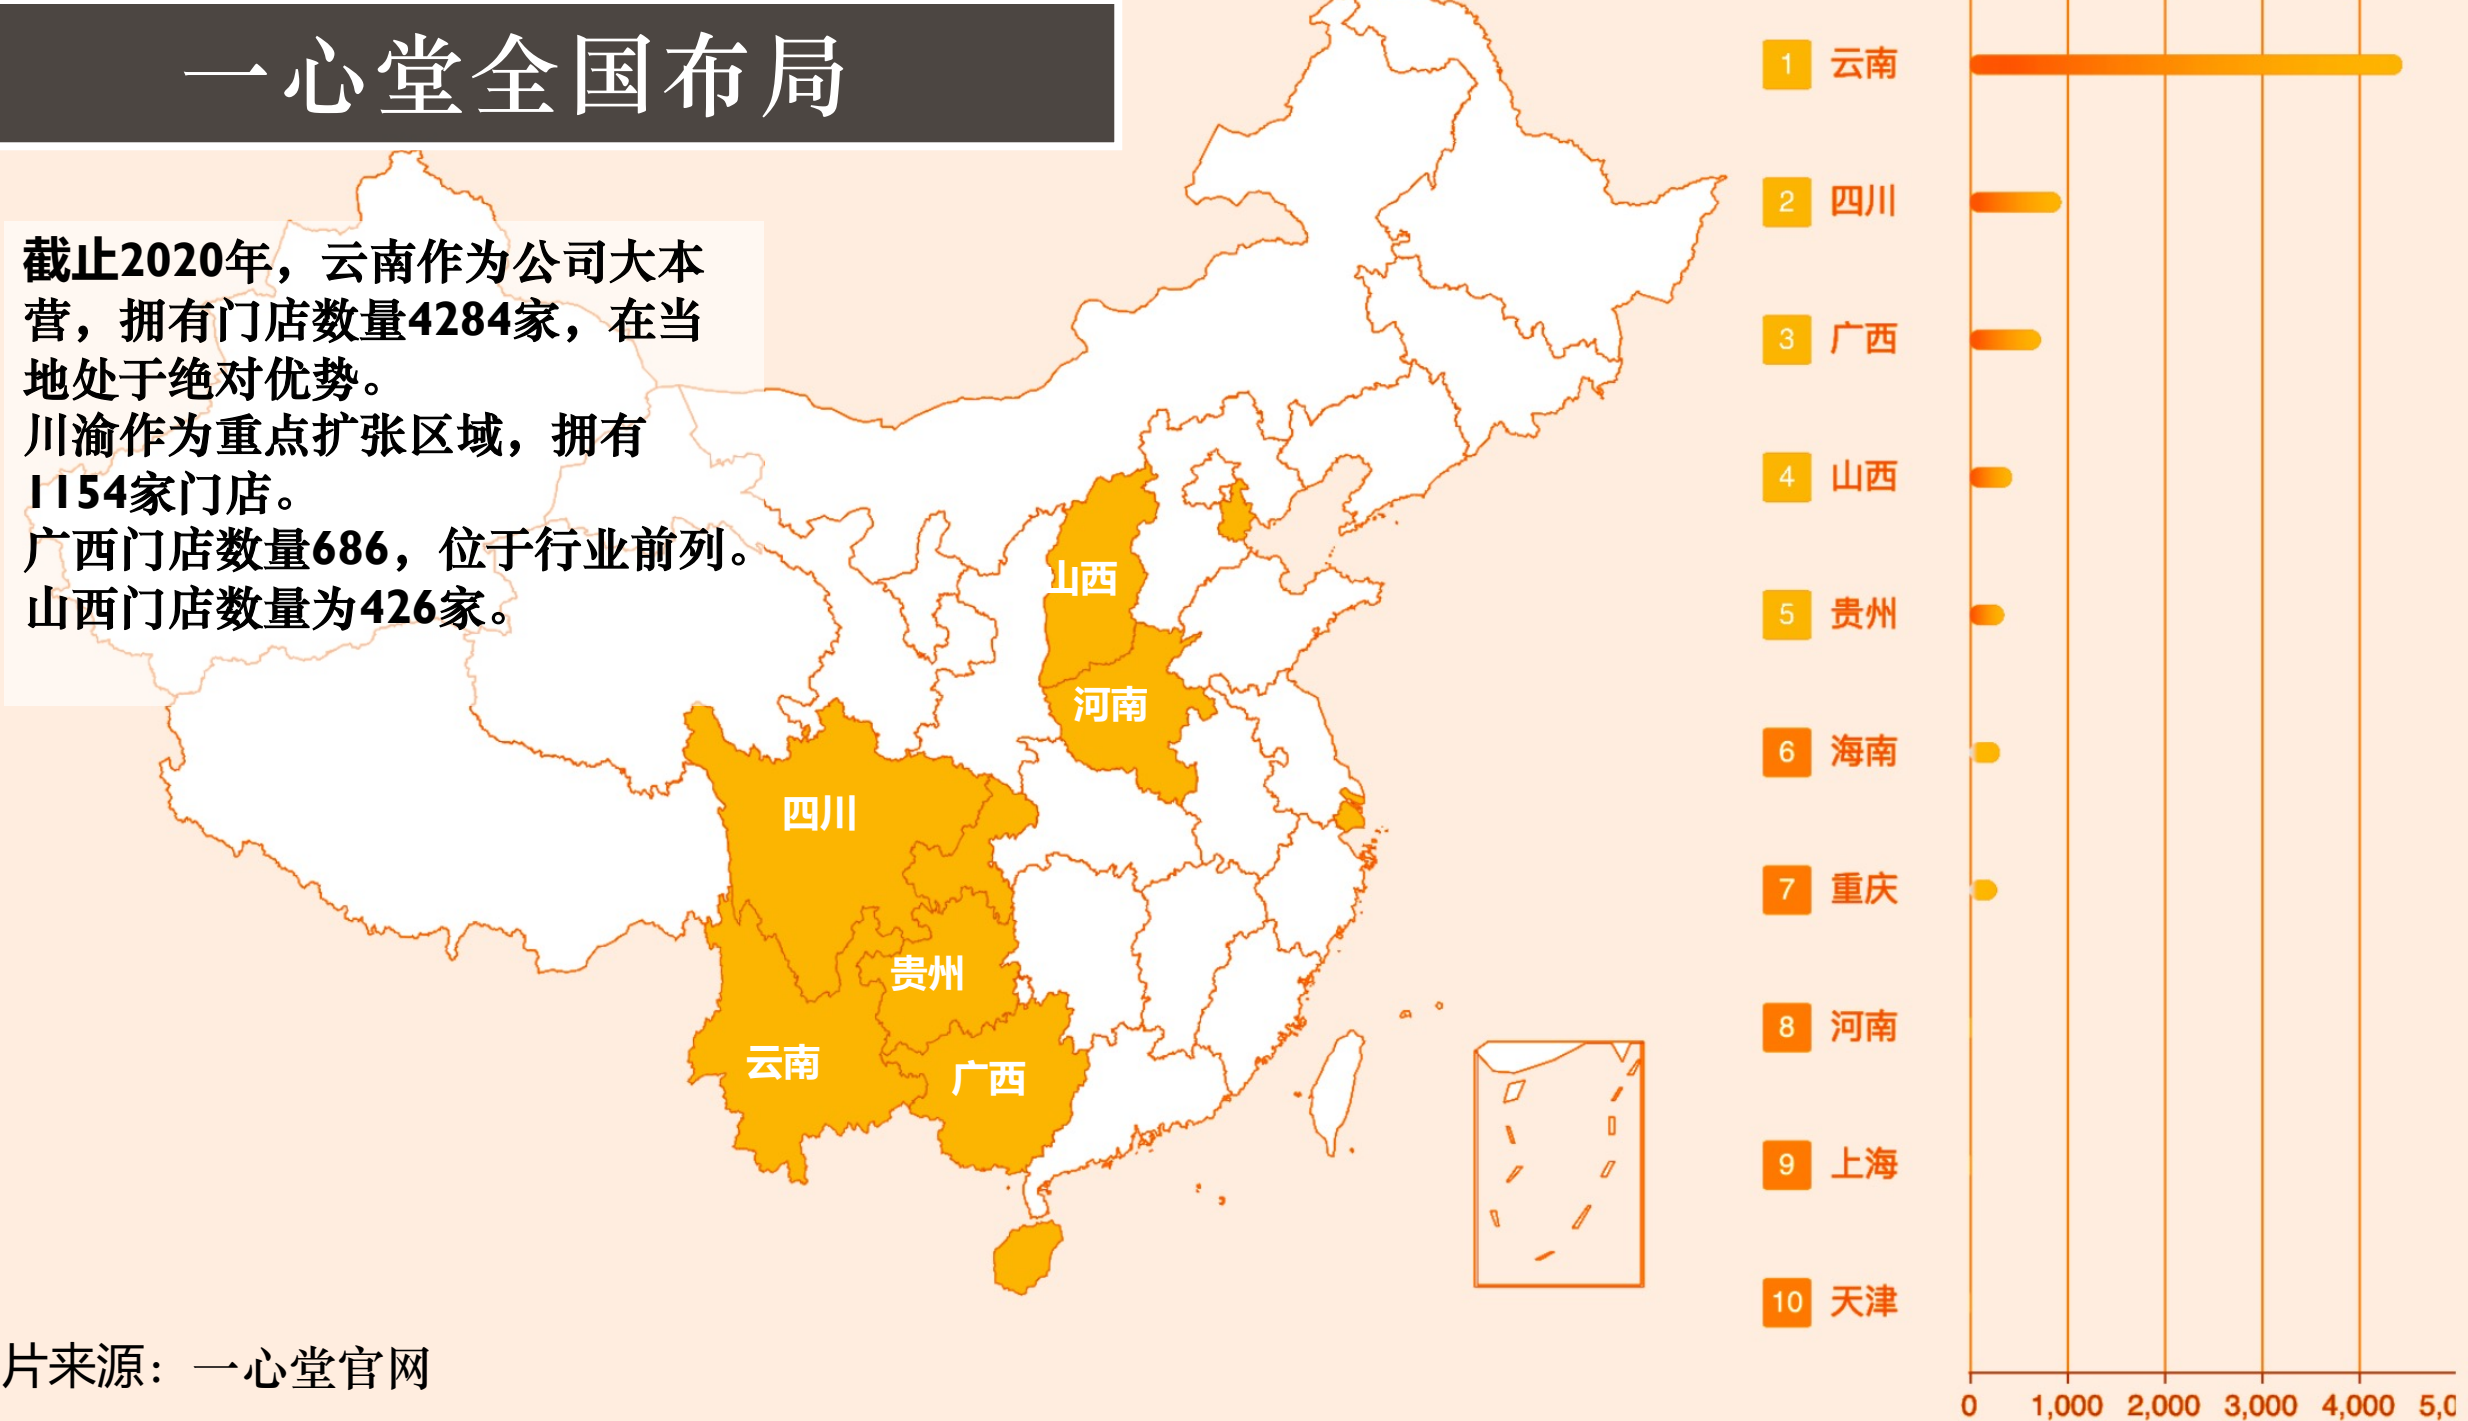 一心堂全国布局
截止2020年，云南作为公司大本
营，拥有门店数量4284家，在当
地处于绝对优势。
川渝作为重点扩张区域，拥有
1154家门店。
广西门店数量686，位于行业前列。
山西门店数量为426家。
山西
河南
四川
贵州
云南
广西
1 云南
2 四川
3 广西
4 山西
5 贵州
6 海南
7 重庆
8 河南
9 上海
10 天津
0 1,000 2,000 3,000 4,000 5,0
片来源：一心堂官网